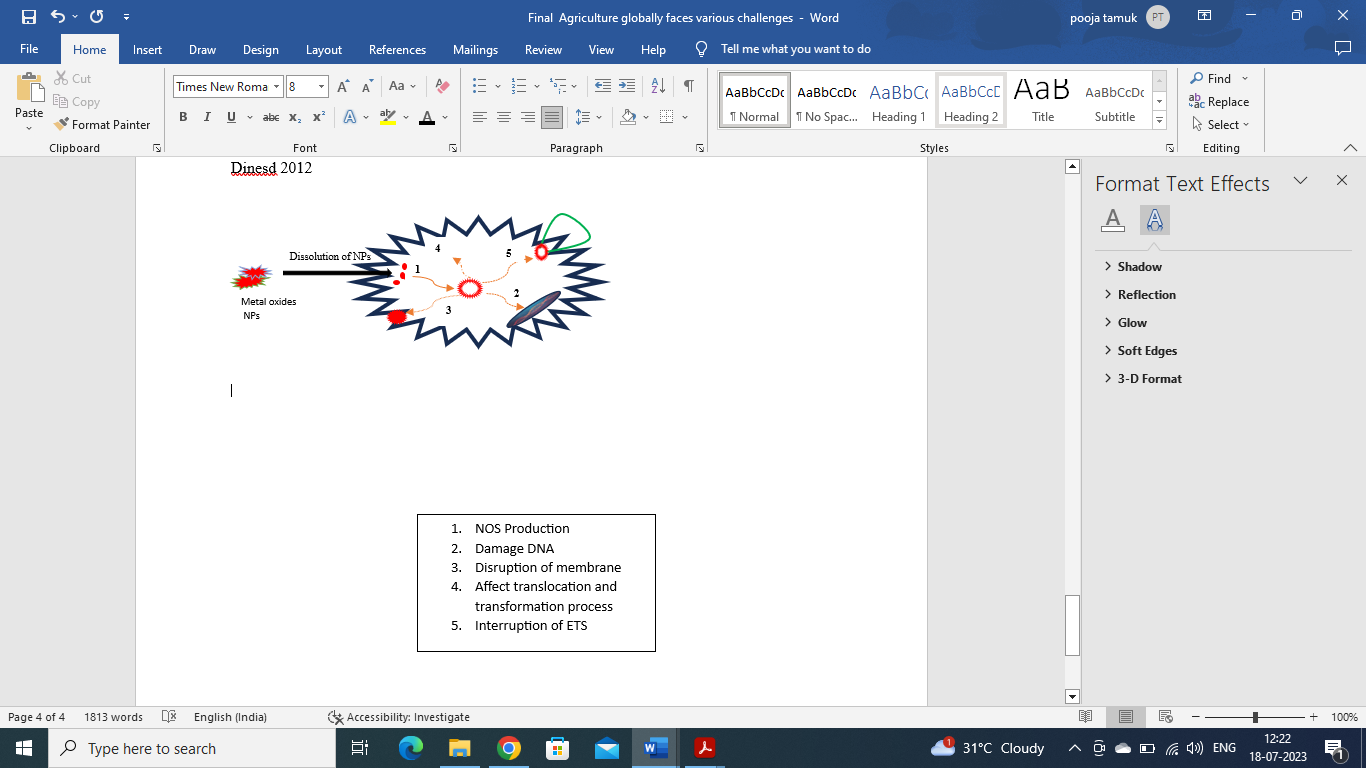 Final Agriculture globally faces various challenges - Word
pooja tamuk PT
File Home Insert Draw Design Layout References Mailings Review View Help Tell me what you want to do
Paste
Cut
Copy
Format Painter
Clipboard
Times New Roma 8
Aa
B I U abc x₂ x² A ab A
Font
Paragraph
AaBbCcDc AaBbCcDc AaBbCc AaBbCcD AaB AaBbCcDc
¶ Normal ¶ No Spac... Heading 1 Heading 2 Title Subtitle
Styles
Find
Replace
Select
Editing
Dinesd 2012
Dissolution of NPs
Metal oxides
NPs
4
5
1
2
3
1. NOS Production
2. Damage DNA
3. Disruption of membrane
4. Affect translocation and
transformation process
5. Interruption of ETS
Format Text Effects
Shadow
Reflection
Glow
Soft Edges
3-D Format
Page 4 of 4 1813 words English (India) Accessibility: Investigate 100%
Type here to search
31°C Cloudy ENG 12:22
18-07-2023